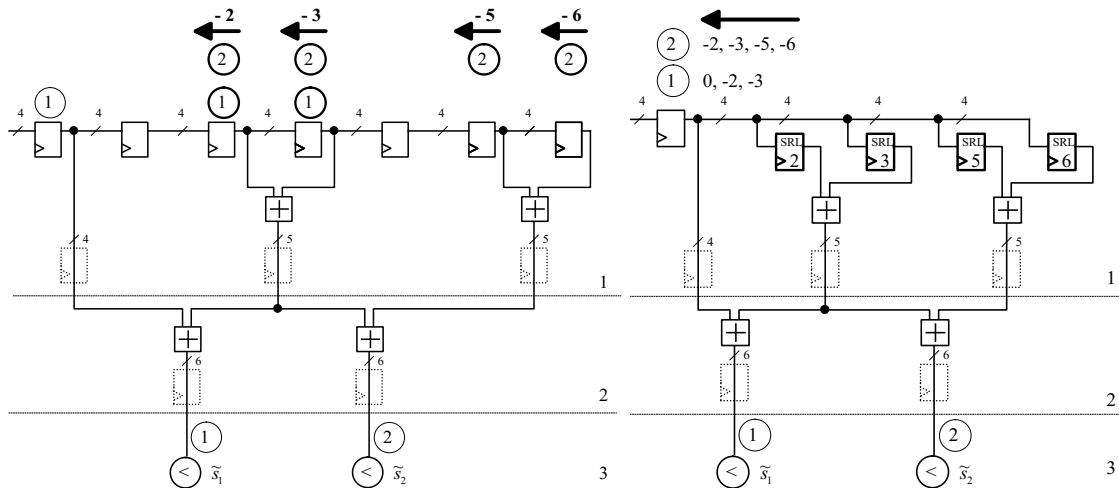 - 2 - 3 - 5 - 6
2 2 2 2
1 1 1
4 4 4 4 4 4 4
4 5 5
1
6 6
2
1 2
< s̃₁ < s̃₂ 3
2 -2, -3, -5, -6
1 0, -2, -3
4 4 4 4 4
SRL 2 SRL 3 SRL 5 SRL 6
4 5 5
1
6 6
2
1 2
< s̃₁ < s̃₂ 3